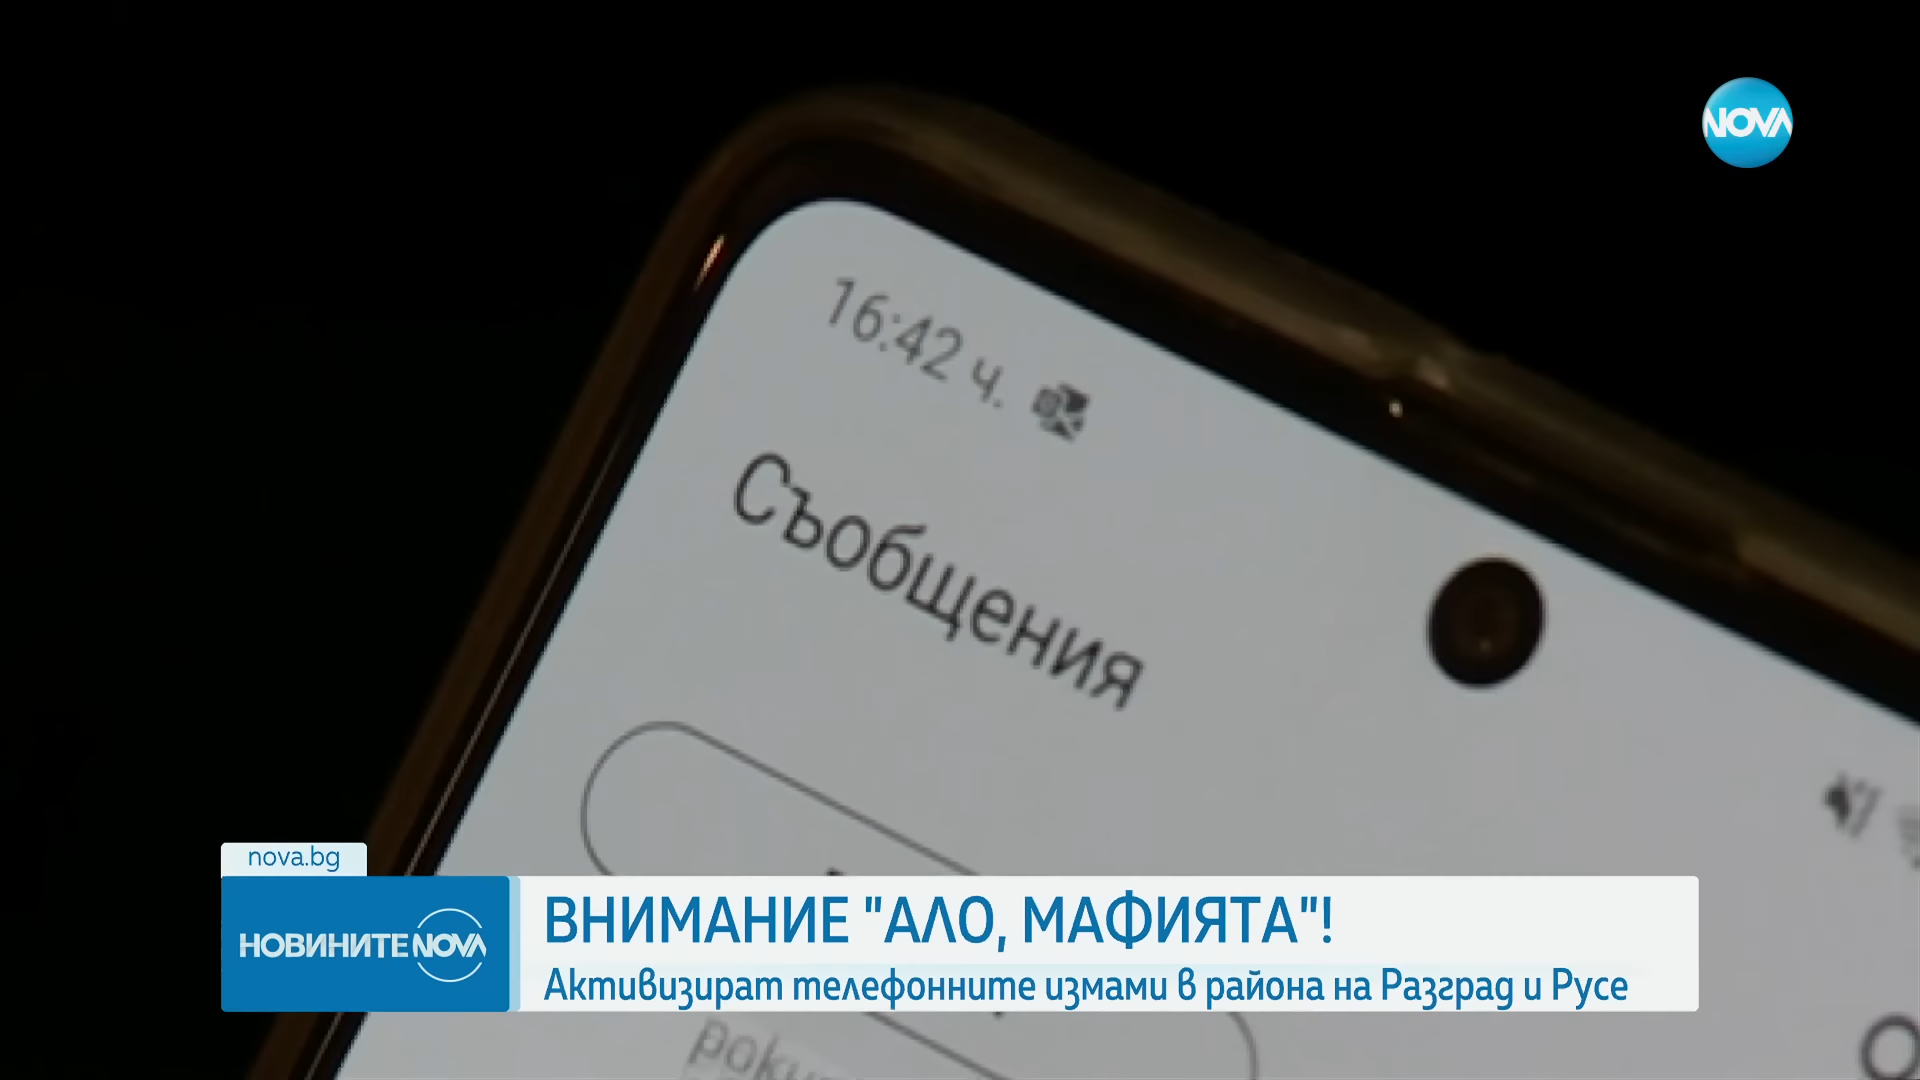 NOVA
16:42 ч.
Съобщения
nova.bg
НОВИНИТЕ NOVA
ВНИМАНИЕ "АЛО, МАФИЯТА"!
Активизират телефонните измами в района на Разград и Русе